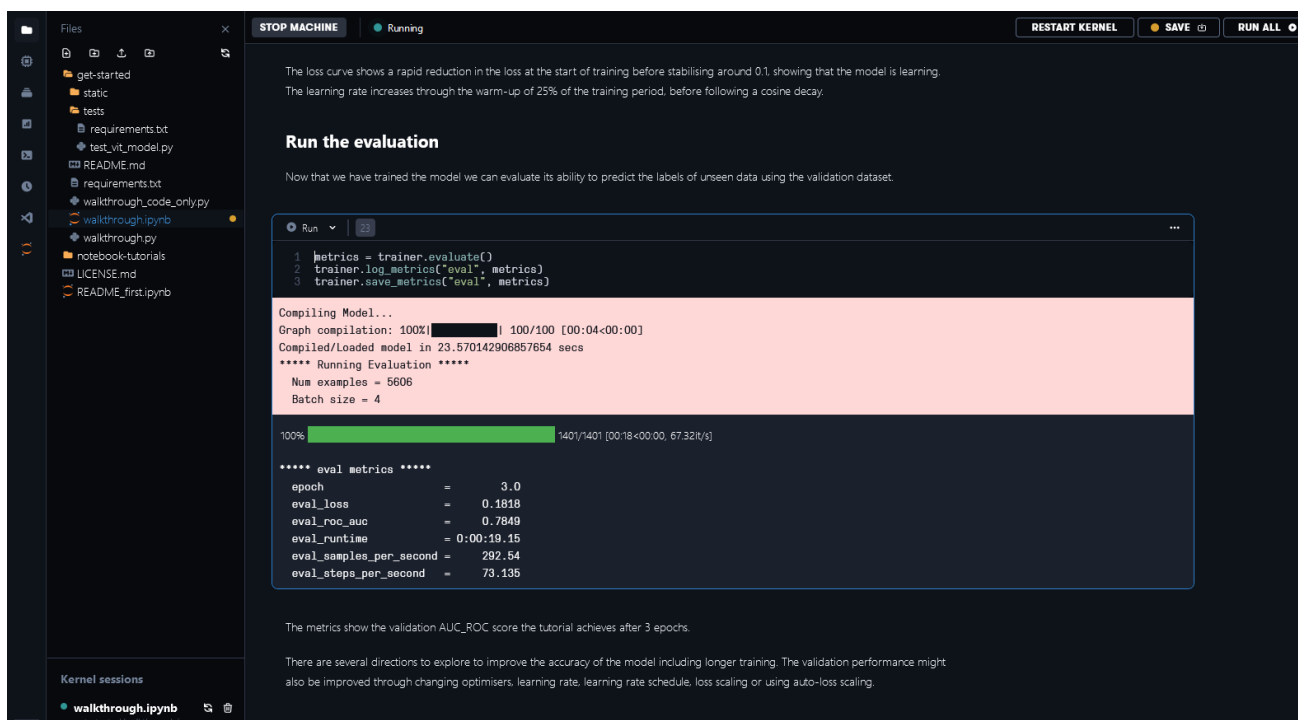 Files
get-started
static
tests
requirements.txt
test_vit_model.py
README.md
requirements.txt
walkthrough_code_only.py
walkthrough.ipynb
walkthrough.py
notebook-tutorials
LICENSE.md
README_first.ipynb
Kernel sessions
walkthrough.ipynb
STOP MACHINE
Running
RESTART KERNEL
SAVE
RUN ALL
The loss curve shows a rapid reduction in the loss at the start of training before stabilising around 0.1, showing that the model is learning.
The learning rate increases through the warm-up of 25% of the training period, before following a cosine decay.
Run the evaluation
Now that we have trained the model we can evaluate its ability to predict the labels of unseen data using the validation dataset.
Run 23
1 metrics = trainer.evaluate()
2 trainer.log_metrics("eval", metrics)
3 trainer.save_metrics("eval", metrics)
Compiling Model...
Graph compilation: 100%|██████████| 100/100 [00:04<00:00]
Compiled/Loaded model in 23.570142906857654 secs
***** Running Evaluation *****
Num examples = 5606
Batch size = 4
100% 1401/1401 [00:18<00:00, 67.32it/s]
***** eval metrics *****
epoch = 3.0
eval_loss = 0.1818
eval_roc_auc = 0.7849
eval_runtime = 0:00:19.15
eval_samples_per_second = 292.54
eval_steps_per_second = 73.135
The metrics show the validation AUC_ROC score the tutorial achieves after 3 epochs.
There are several directions to explore to improve the accuracy of the model including longer training. The validation performance might
also be improved through changing optimisers, learning rate, learning rate schedule, loss scaling or using auto-loss scaling.